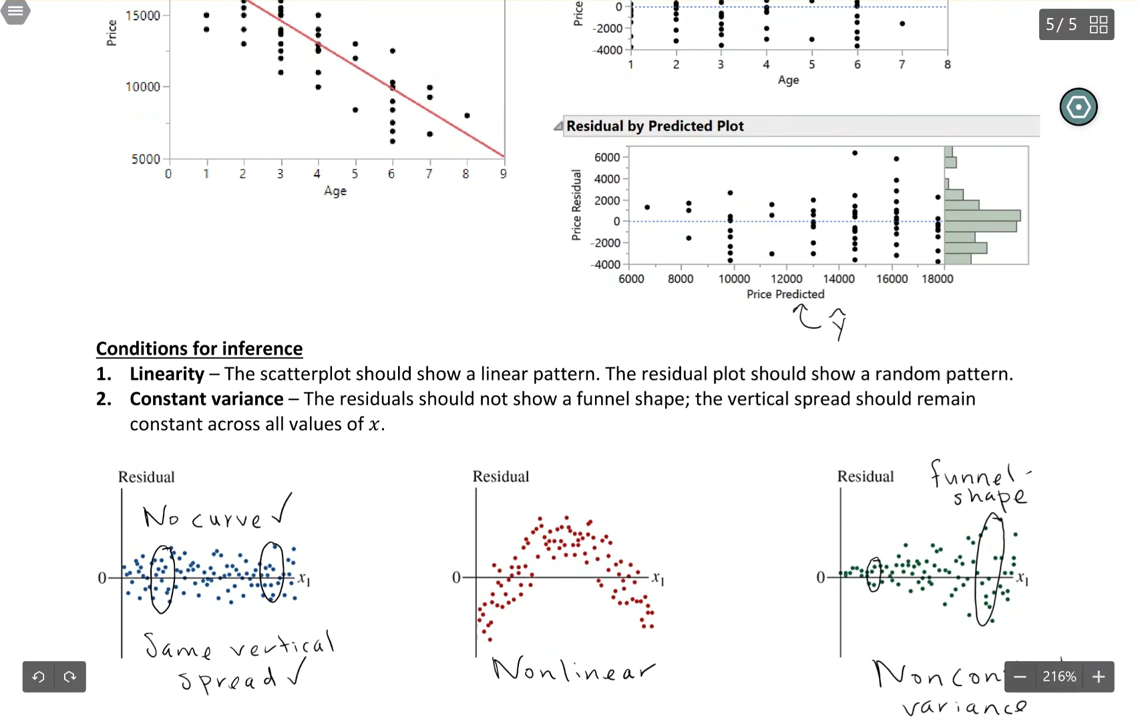 15000
10000
5000
Price
0 1 2 3 4 5 6 7 8 9
Age
0
-2000
-4000
Price
1 2 3 4 5 6 7 8
Age
5/5
Residual by Predicted Plot
6000
4000
2000
0
-2000
-4000
Price Residual
6000 8000 10000 12000 14000 16000 18000
Price Predicted
ŷ
Conditions for inference
1. Linearity – The scatterplot should show a linear pattern. The residual plot should show a random pattern.
2. Constant variance – The residuals should not show a funnel shape; the vertical spread should remain
constant across all values of x.
Residual
No curve ✓
0
x₁
Same vertical
spread ✓
Residual
0
x₁
Nonlinear
Residual
funnel-
shape
0
x₁
Noncon
variance
216%